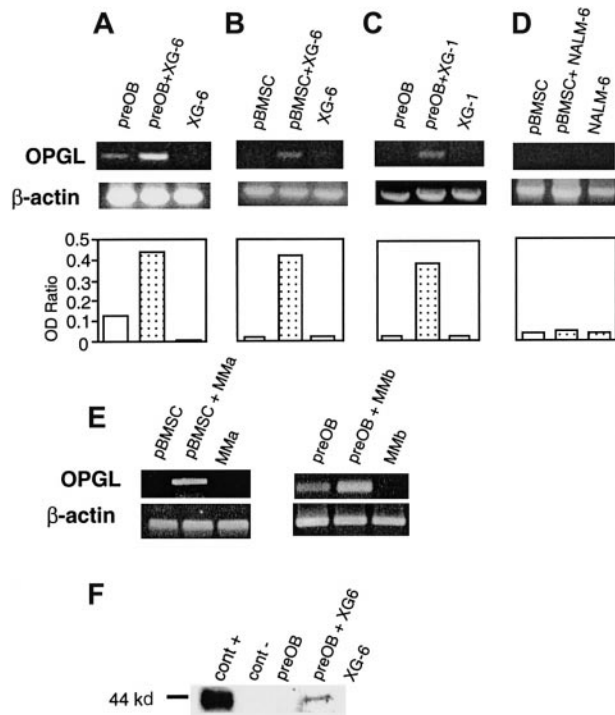 A B C D
preOB preOB+XG-6 XG-6 pBMSC pBMSC+XG-6 XG-6 preOB preOB+XG-1 XG-1 pBMSC pBMSC+ NALM-6 NALM-6
OPGL
β-actin
OD Ratio
0.5
0.4
0.3
0.2
0.1
0
E
pBMSC pBMSC + MMa MMa preOB preOB + MMb MMb
OPGL
β-actin
F
cont + cont - preOB preOB + XG6 XG-6
44 kd